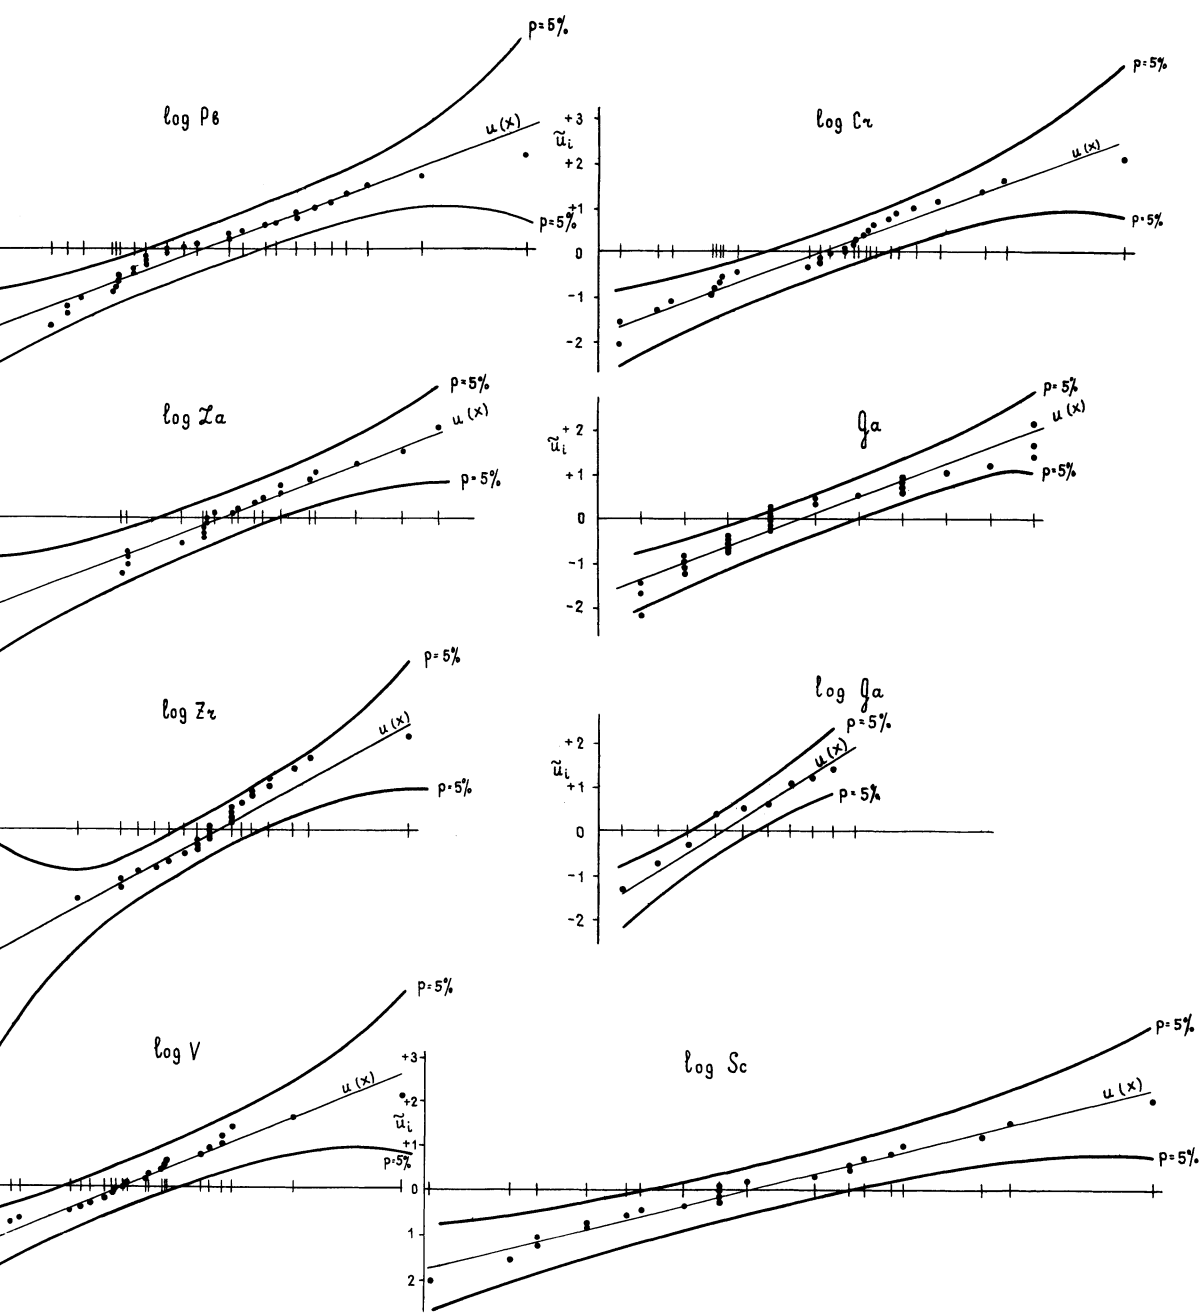 p=5%
log Pb
u(x)
p=5%
log Cr
p=5%
+3
ũi
+2
+1
0
-1
-2
u(x)
p=5%
log La
p=5%
u(x)
p=5%
Ga
p=5%
u(x)
+2
ũi
+1
0
-1
-2
p=5%
log Zr
p=5%
u(x)
p=5%
log Ga
p=5%
+2
u(x)
ũi
+1
p=5%
0
-1
-2
log V
p=5%
u(x)
p=5%
log Sc
+3
+2
ũi
+1
0
1
2
p=5%
u(x)
p=5%